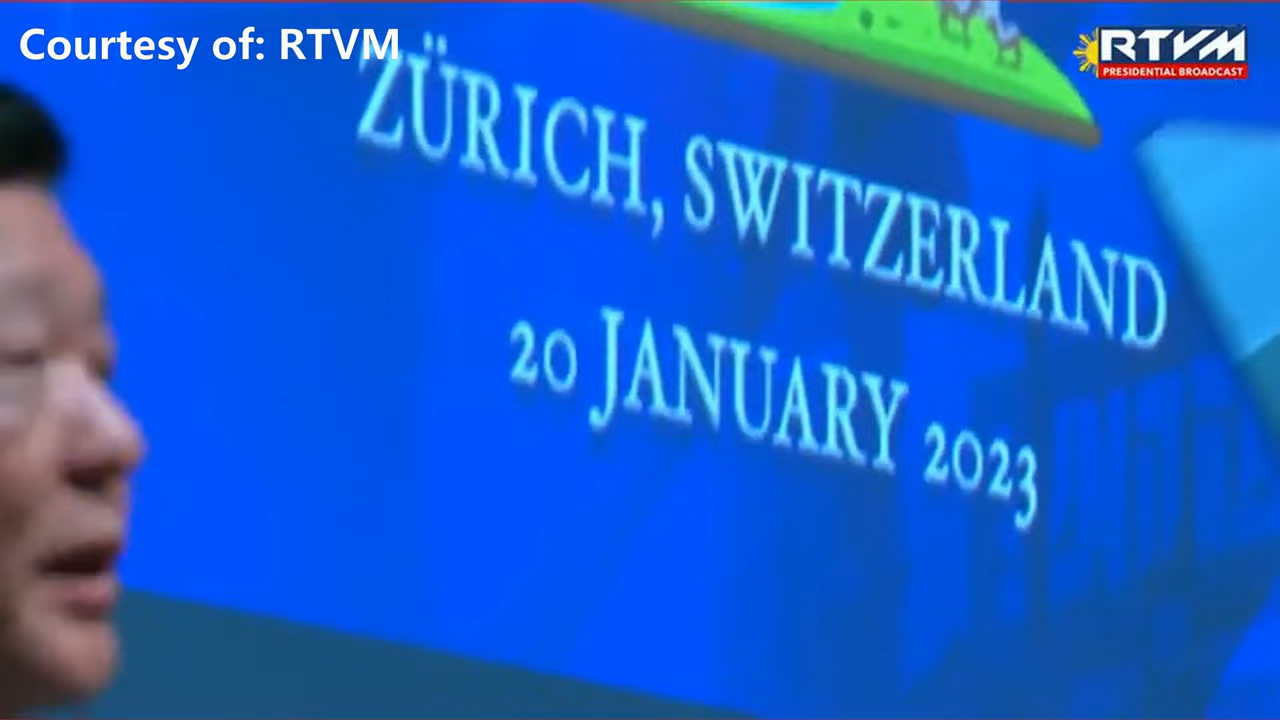 Courtesy of: RTVM
RTVM
PRESIDENTIAL BROADCAST
ZÜRICH, SWITZERLAND
20 JANUARY 2023